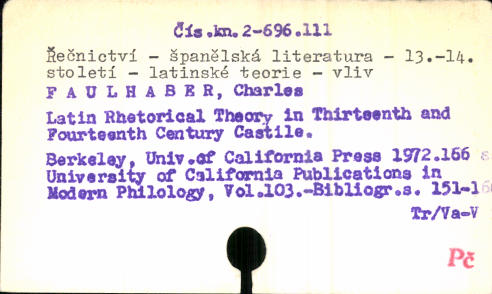 Čís.kn. 2-696.111
Řečnictví - španělská literatura - 13.-14.
století - latinské teorie - vliv
FAULHABER, Charles
Latin Rhetorical Theory in Thirteenth and
Fourteenth Century Castile.
Berkeley, Univ.of California Press 1972.166 s
University of California Publications in
Modern Philology, Vol.103.-Bibliogr.s. 151-16
Tr/Va-V
Pč